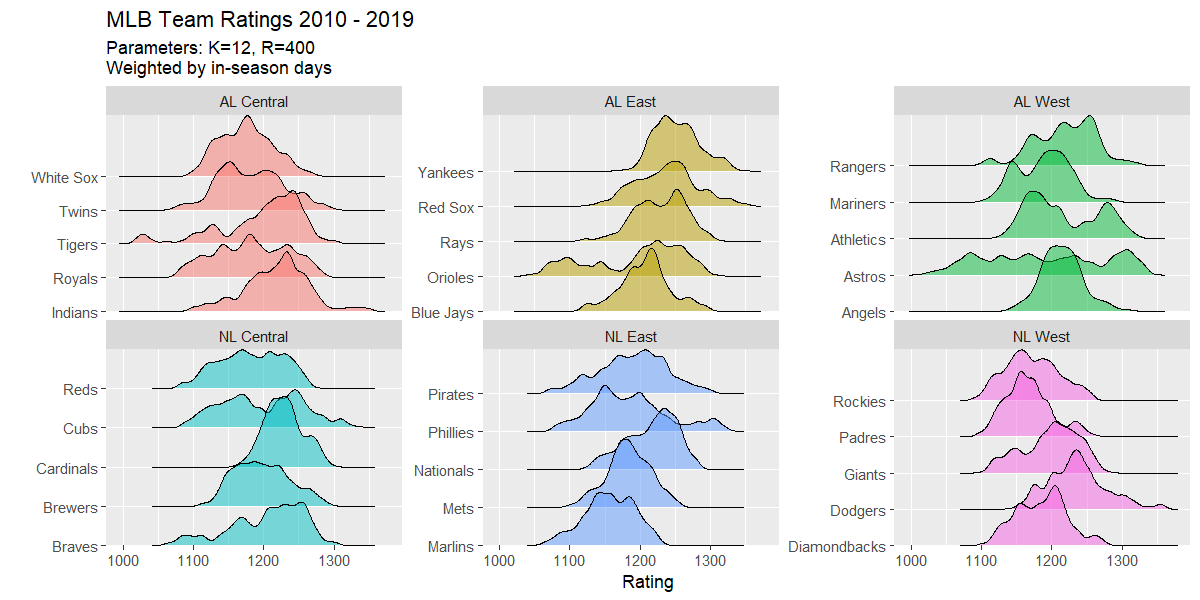 MLB Team Ratings 2010 - 2019
Parameters: K=12, R=400
Weighted by in-season days
AL Central
White Sox
Twins
Tigers
Royals
Indians
AL East
Yankees
Red Sox
Rays
Orioles
Blue Jays
AL West
Rangers
Mariners
Athletics
Astros
Angels
NL Central
Reds
Cubs
Cardinals
Brewers
Braves
1000 1100 1200 1300
NL East
Pirates
Phillies
Nationals
Mets
Marlins
1000 1100 1200 1300
NL West
Rockies
Padres
Giants
Dodgers
Diamondbacks
1000 1100 1200 1300
Rating